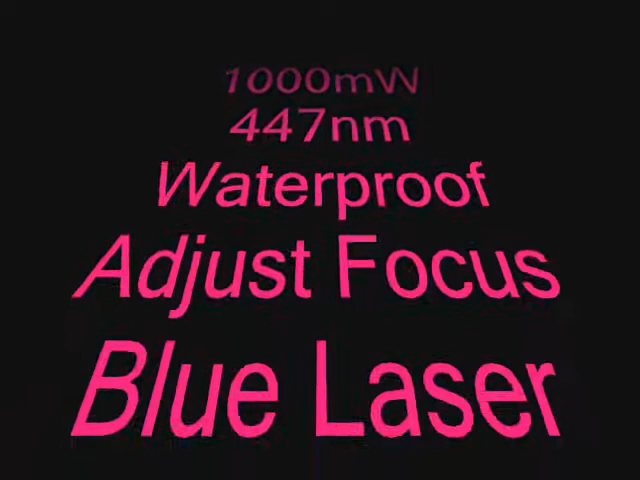 1000mW
447nm
Waterproof
Adjust Focus
Blue Laser